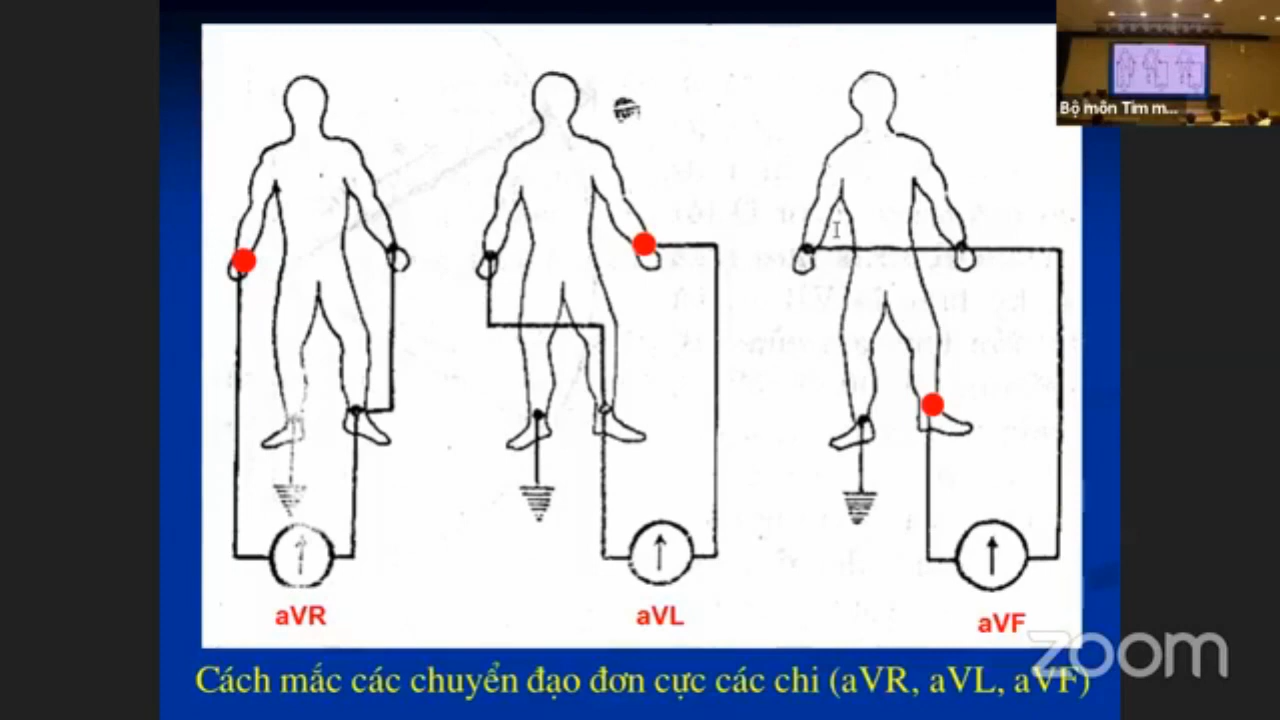 Bộ môn Tim m...
aVR
aVL
aVF
zoom
Cách mắc các chuyển đạo đơn cực các chi (aVR, aVL, aVF)